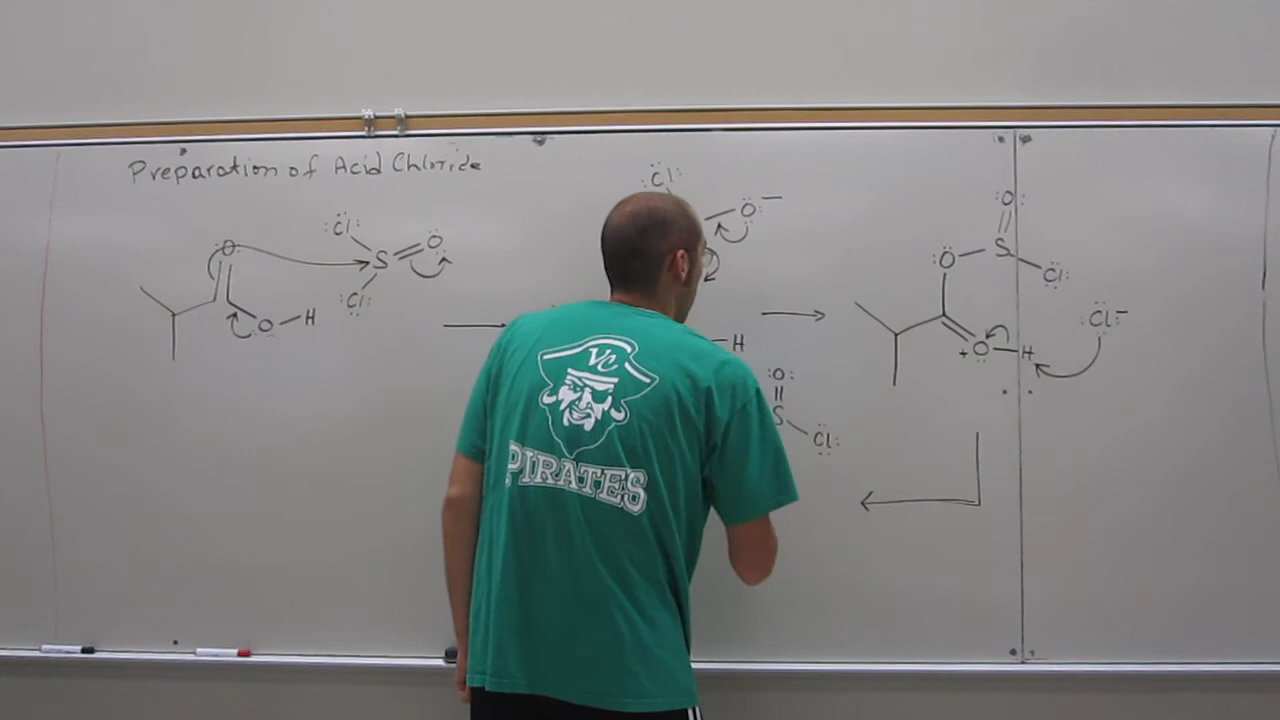 Preparation of Acid Chloride
:Cl:
O
S
O
:Cl:
O
H
:Cl:
:O:
H
:O:
S
Cl:
:O:
S
:O
Cl:
+O
H
:Cl:
VC
PIRATES